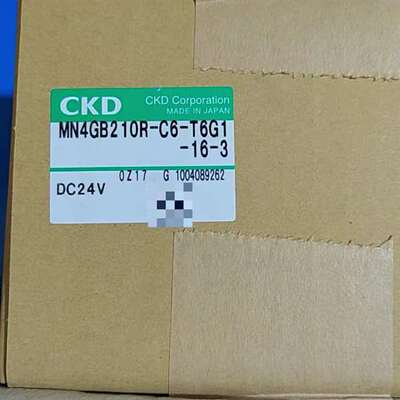 CKD
CKD Corporation
MADE IN JAPAN
MN4GB210R-C6-T6G1
-16-3
0Z17 G 1004089262
DC24V